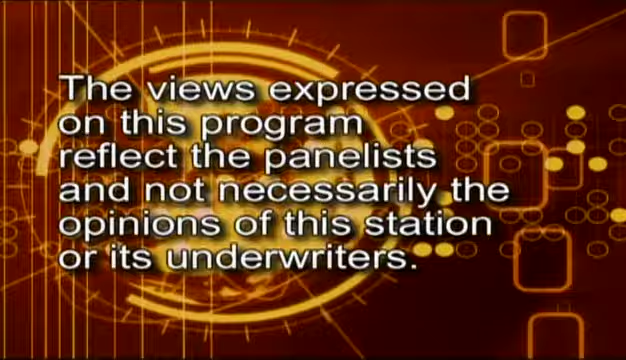 The views expressed
on this program
reflect the panelists
and not necessarily the
opinions of this station
or its underwriters.